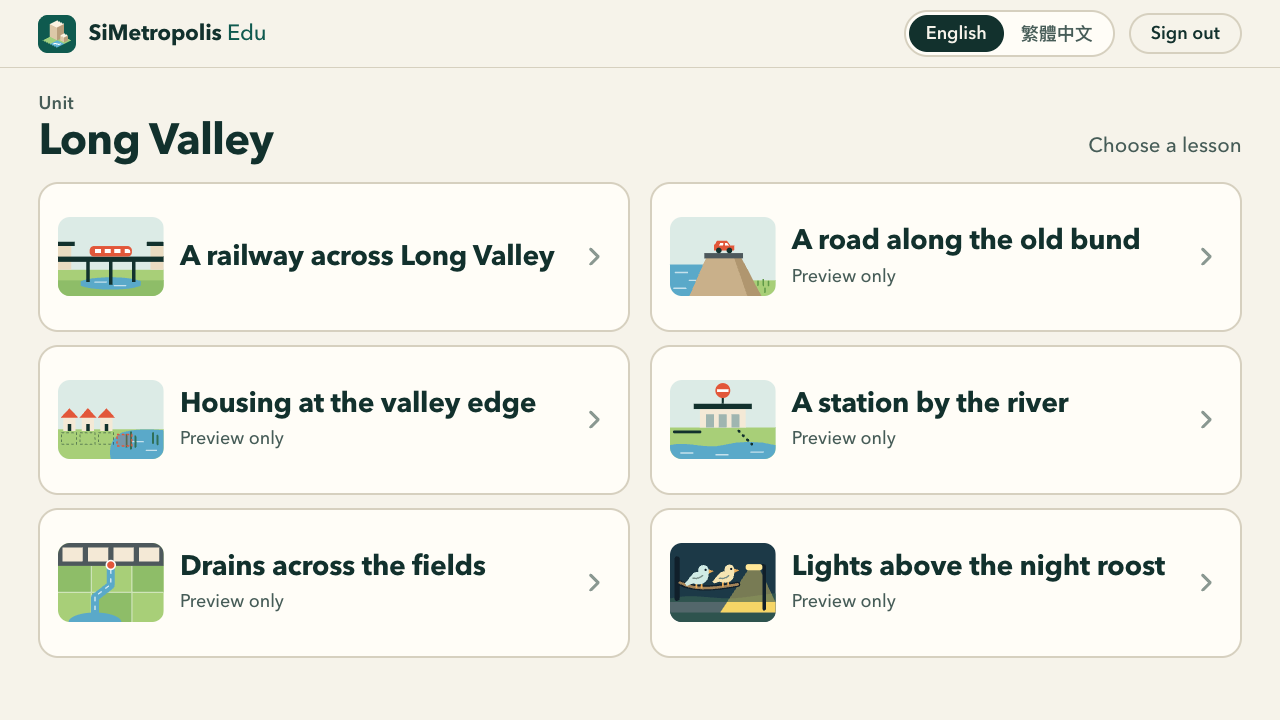 SiMetropolis Edu
English
繁體中文
Sign out
Unit
Long Valley
Choose a lesson
A railway across Long Valley
A road along the old bund
Preview only
Housing at the valley edge
Preview only
A station by the river
Preview only
Drains across the fields
Preview only
Lights above the night roost
Preview only